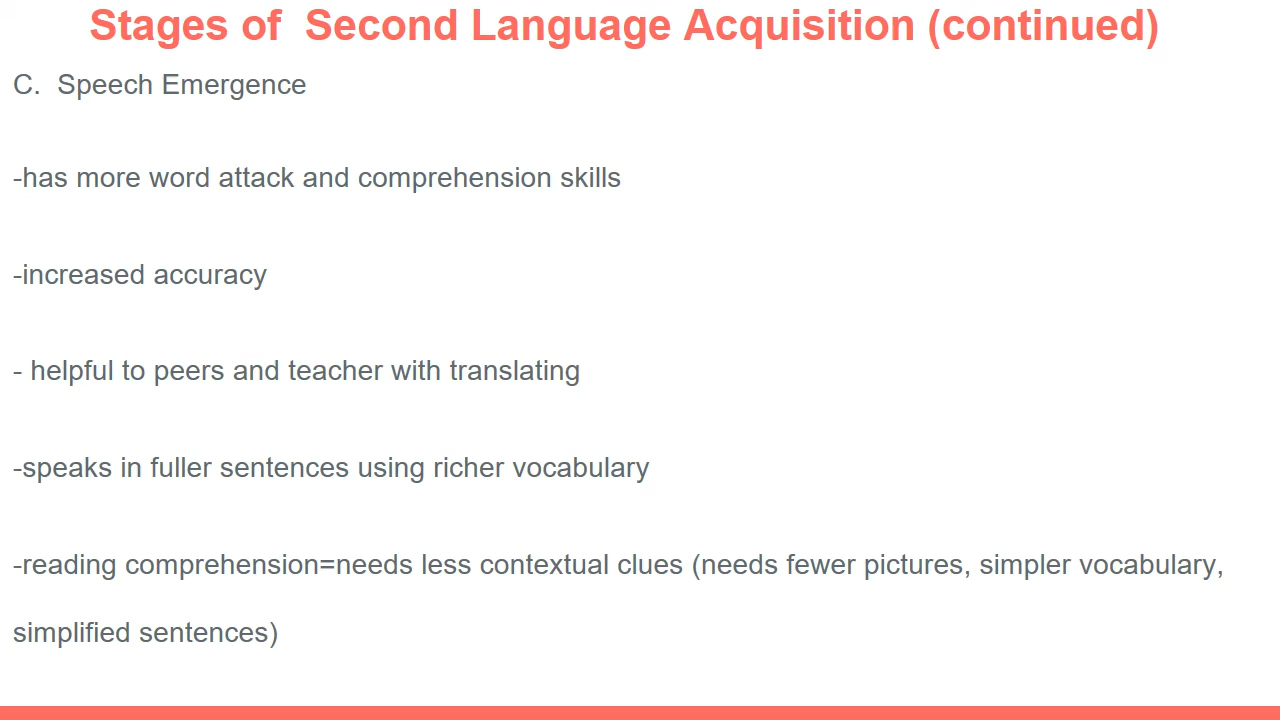 Stages of  Second Language Acquisition (continued)
C.  Speech Emergence
-has more word attack and comprehension skills
-increased accuracy
- helpful to peers and teacher with translating
-speaks in fuller sentences using richer vocabulary
-reading comprehension=needs less contextual clues (needs fewer pictures, simpler vocabulary,
simplified sentences)